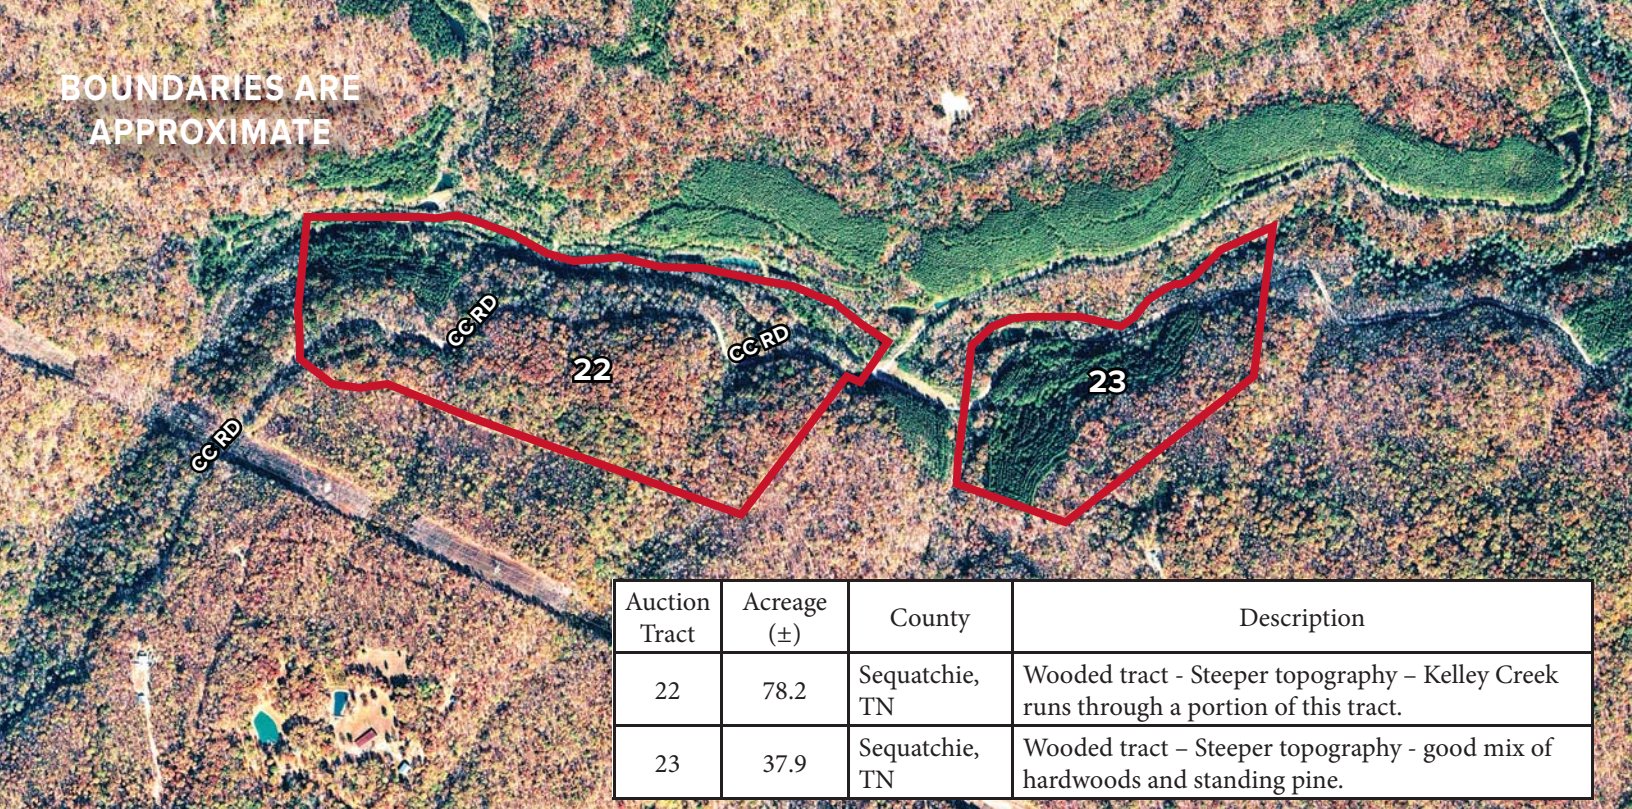 BOUNDARIES ARE
APPROXIMATE
CC RD
CC RD
22
23
CC RD
Auction Tract
Acreage (±)
County
Description
22
78.2
Sequatchie, TN
Wooded tract - Steeper topography – Kelley Creek
runs through a portion of this tract.
23
37.9
Sequatchie, TN
Wooded tract – Steeper topography - good mix of
hardwoods and standing pine.